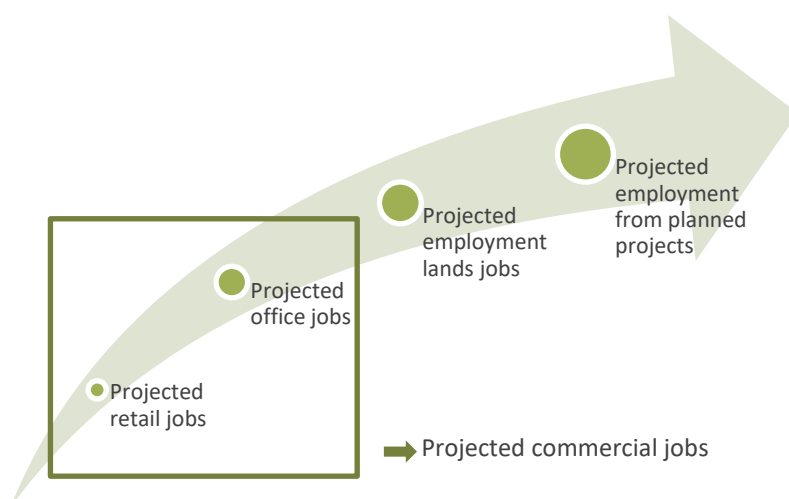 Projected
retail jobs
Projected
office jobs
Projected
employment
lands jobs
Projected
employment
from planned
projects
Projected commercial jobs